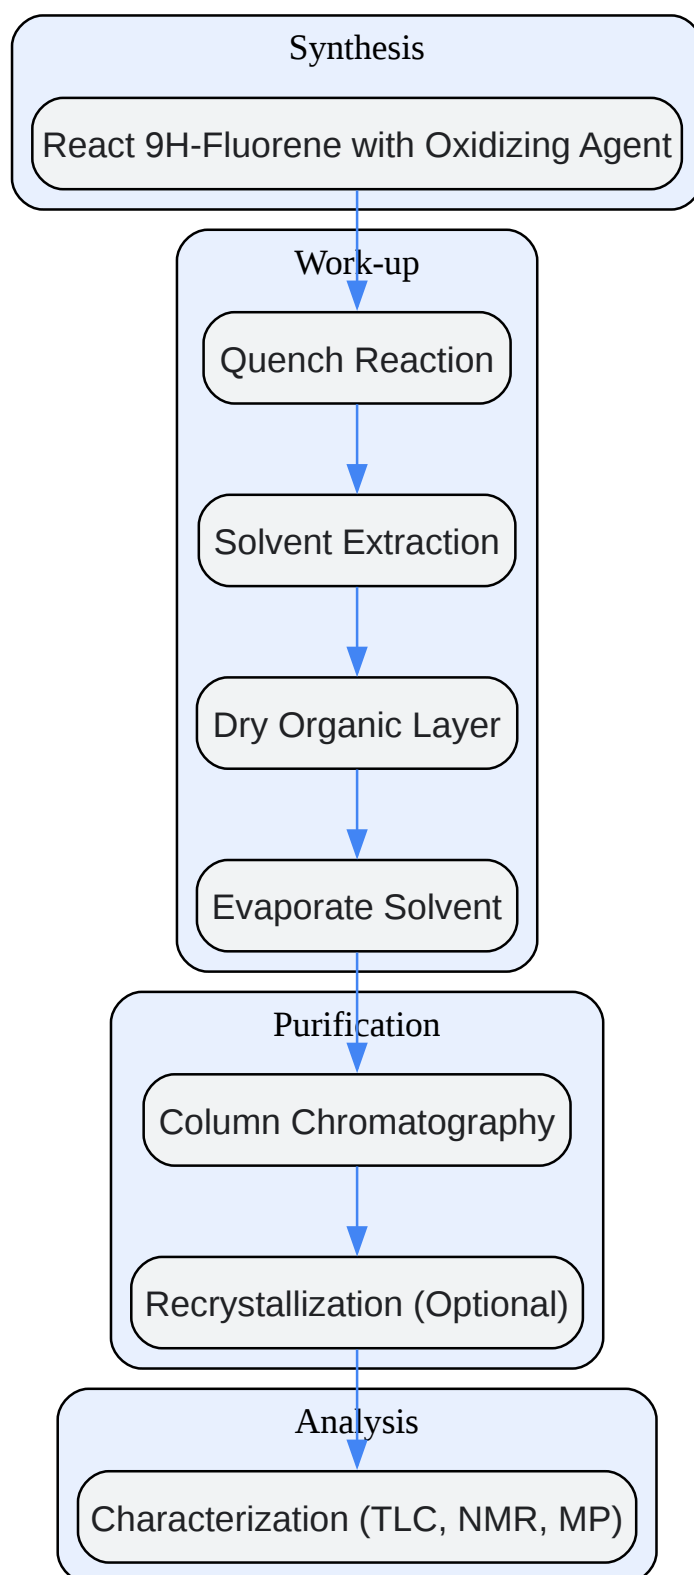 Synthesis
React 9H-Fluorene with Oxidizing Agent
Work-up
Quench Reaction
Solvent Extraction
Dry Organic Layer
Evaporate Solvent
Purification
Column Chromatography
Recrystallization (Optional)
Analysis
Characterization (TLC, NMR, MP)